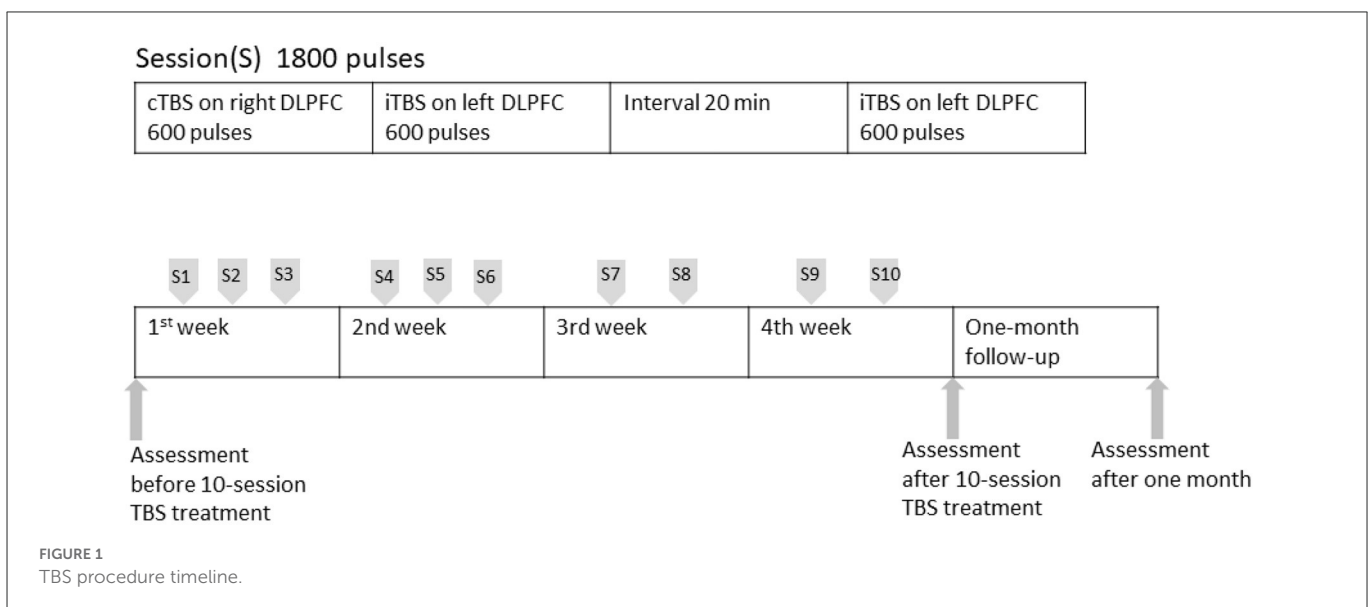 Session(S) 1800 pulses
cTBS on right DLPFC
600 pulses
iTBS on left DLPFC
600 pulses
Interval 20 min
iTBS on left DLPFC
600 pulses
S1 S2 S3 S4 S5 S6 S7 S8 S9 S10
1st week
2nd week
3rd week
4th week
One-month
follow-up
Assessment
before 10-session
TBS treatment
Assessment
after 10-session
TBS treatment
Assessment
after one month
FIGURE 1
TBS procedure timeline.